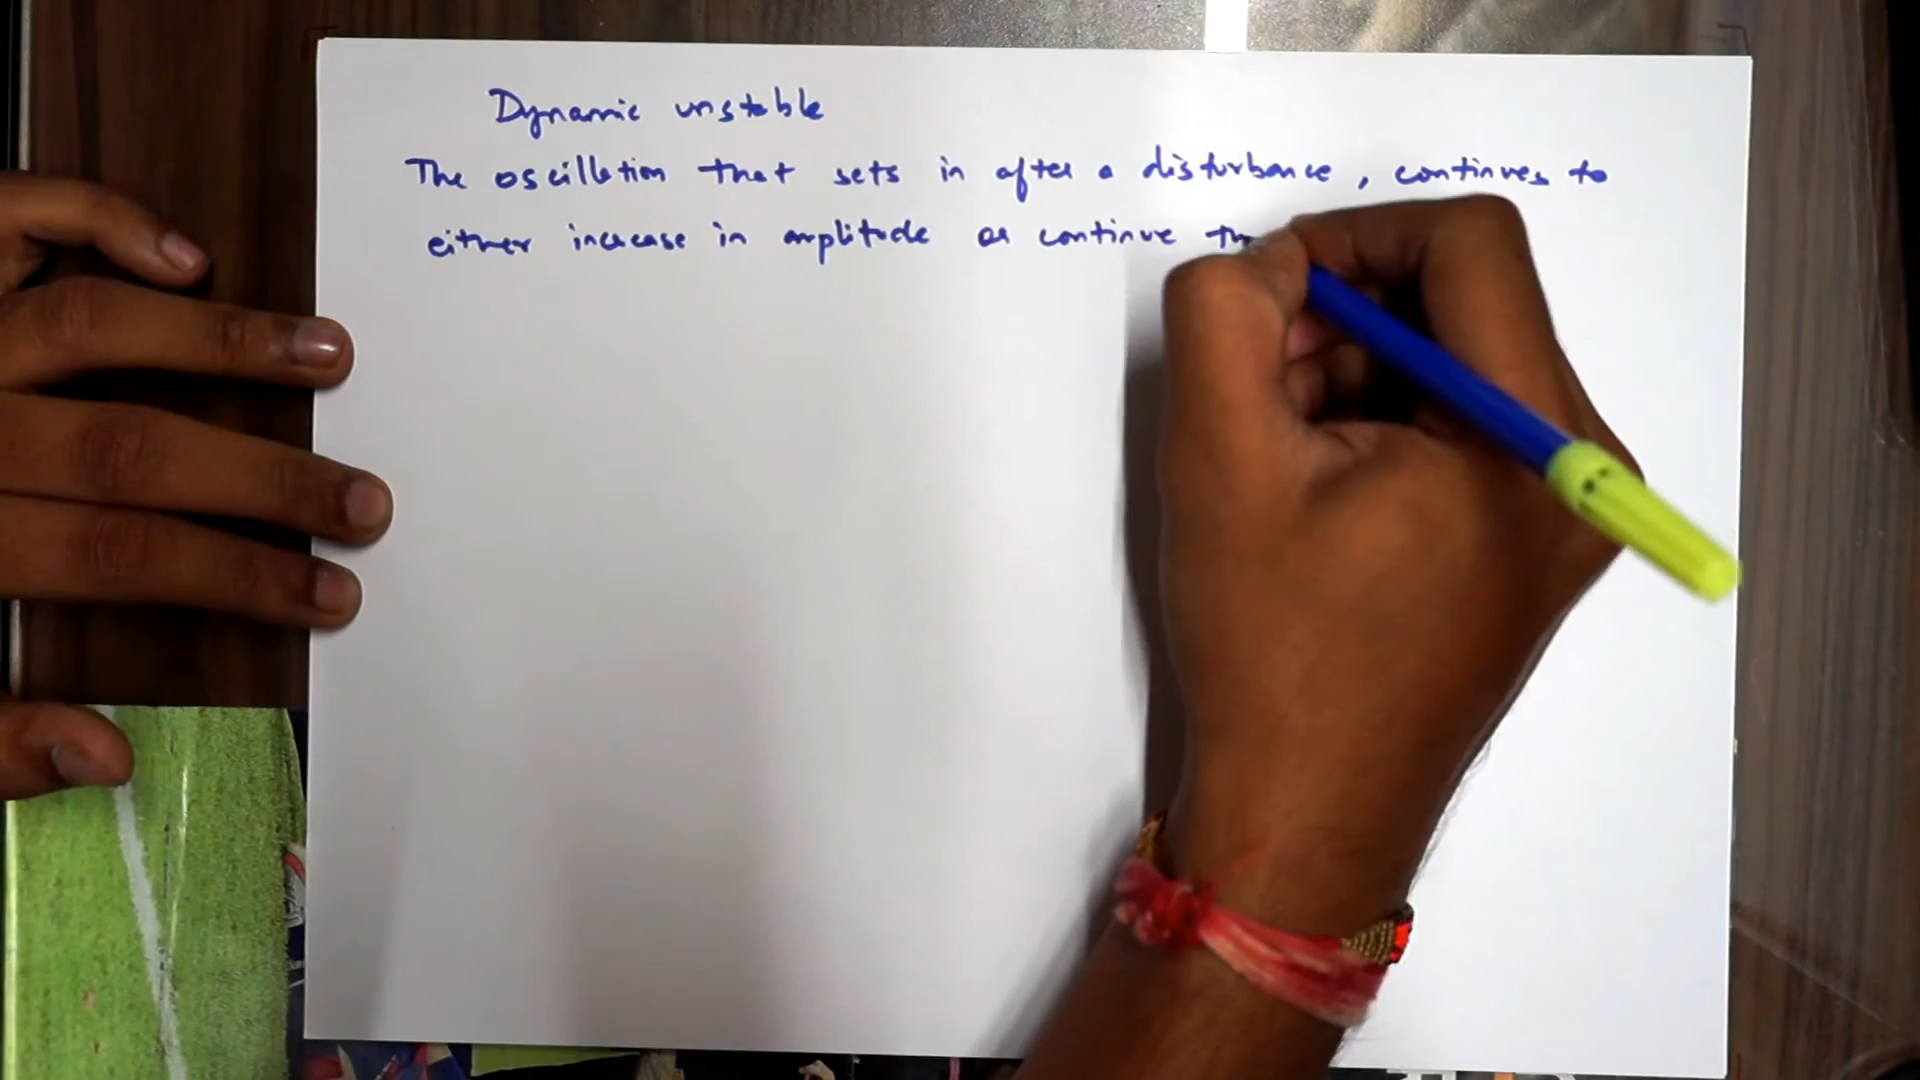 Dynamic unstable
The oscillation that sets in after a disturbance, continues to
either increase in amplitude or continue